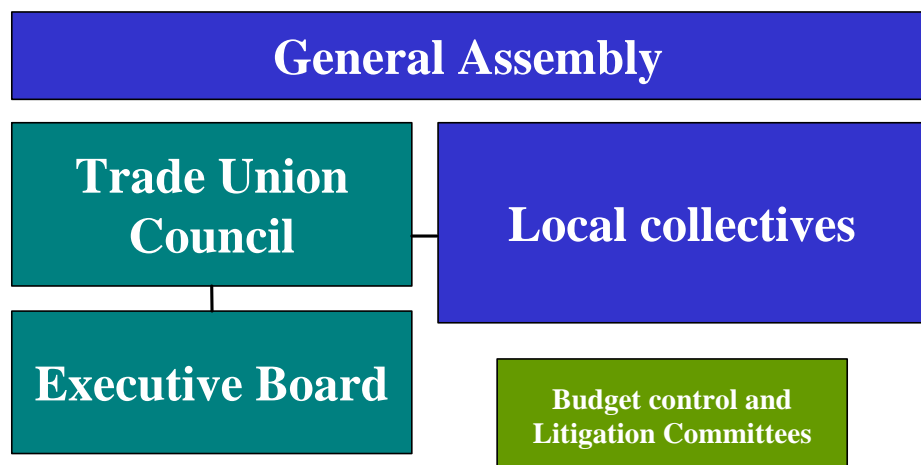 General Assembly
Trade Union
Council
Local collectives
Executive Board
Budget control and
Litigation Committees